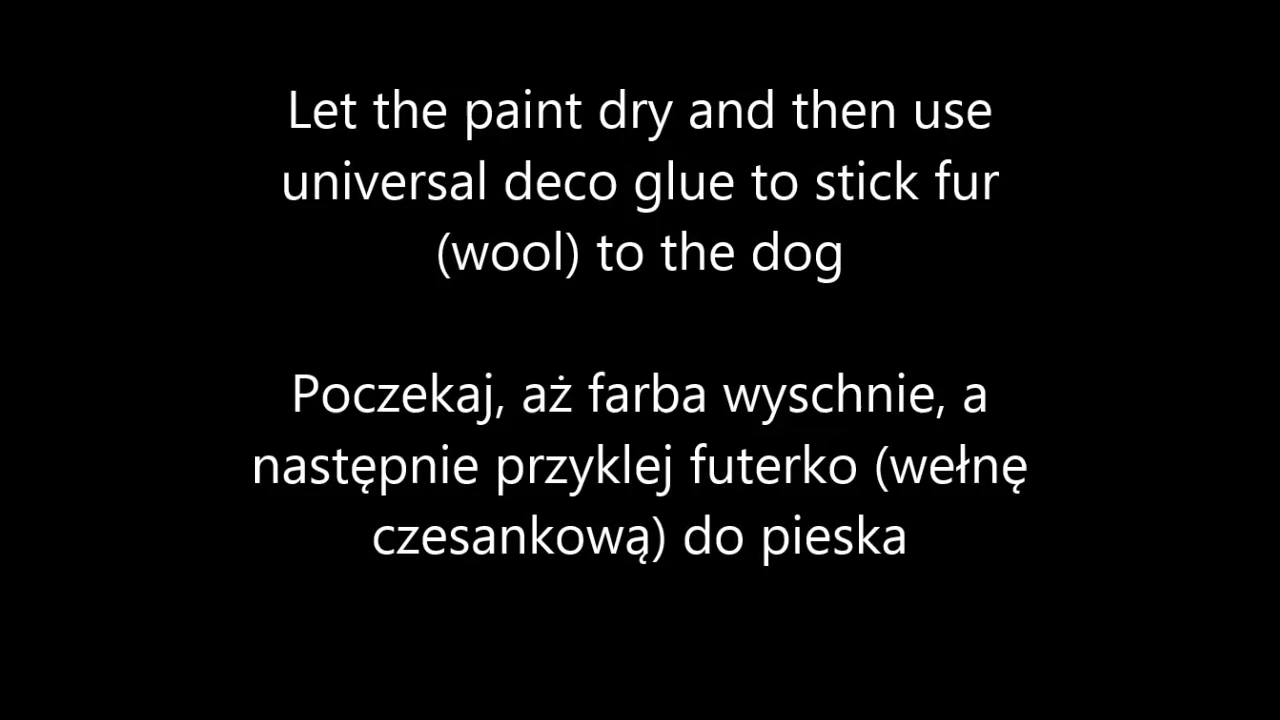 Let the paint dry and then use
universal deco glue to stick fur
(wool) to the dog
Poczekaj, aż farba wyschnie, a
następnie przyklej futerko (wełnę
czesankową) do pieska